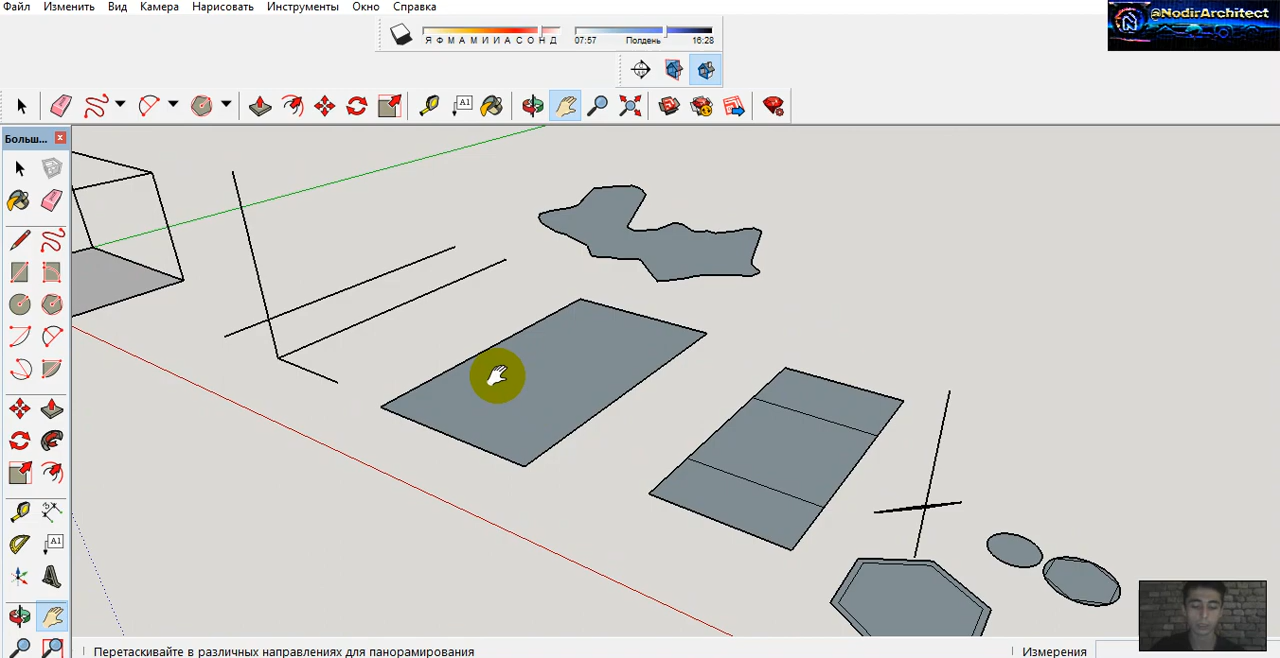 Файл Изменить Вид Камера Нарисовать Инструменты Окно Справка
@NodirArchitect
Я Ф М А М И И А С О Н Д
07:57 Полдень 16:28
A1
Больш...
A1
Перетаскивайте в различных направлениях для панорамирования
Измерения